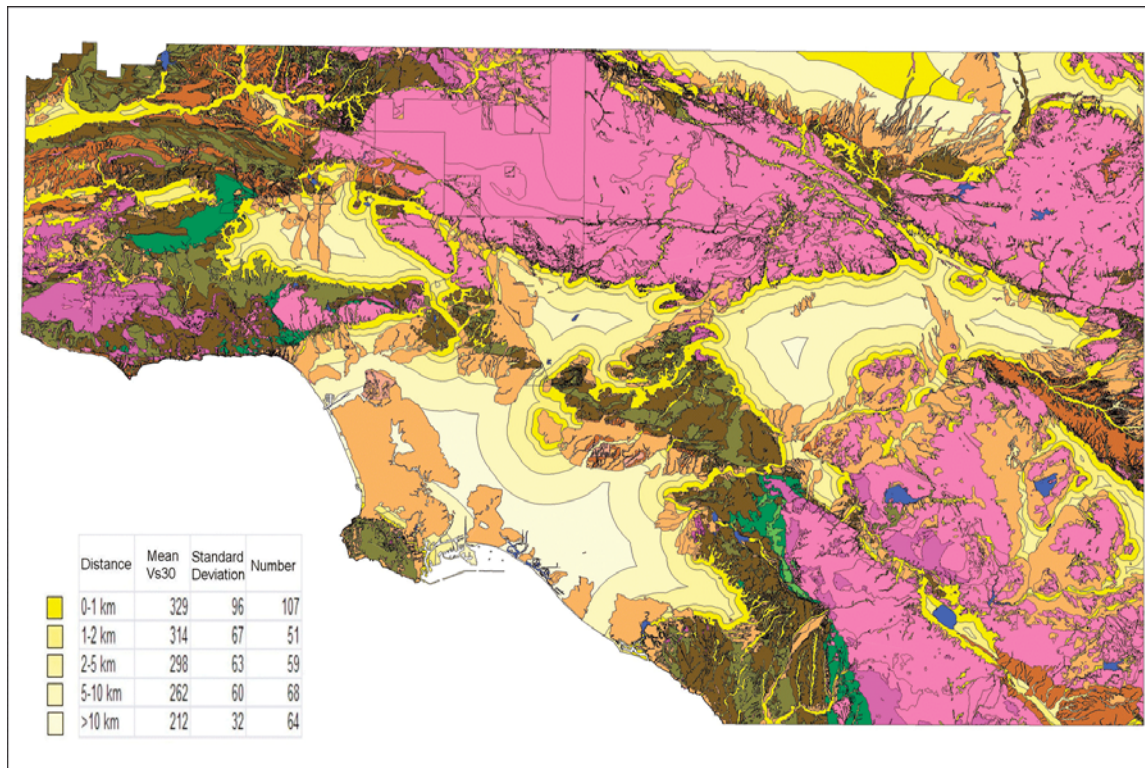 Distance Mean Vs30 Standard Deviation Number
0-1 km 329 96 107
1-2 km 314 67 51
2-5 km 298 63 59
5-10 km 262 60 68
>10 km 212 32 64